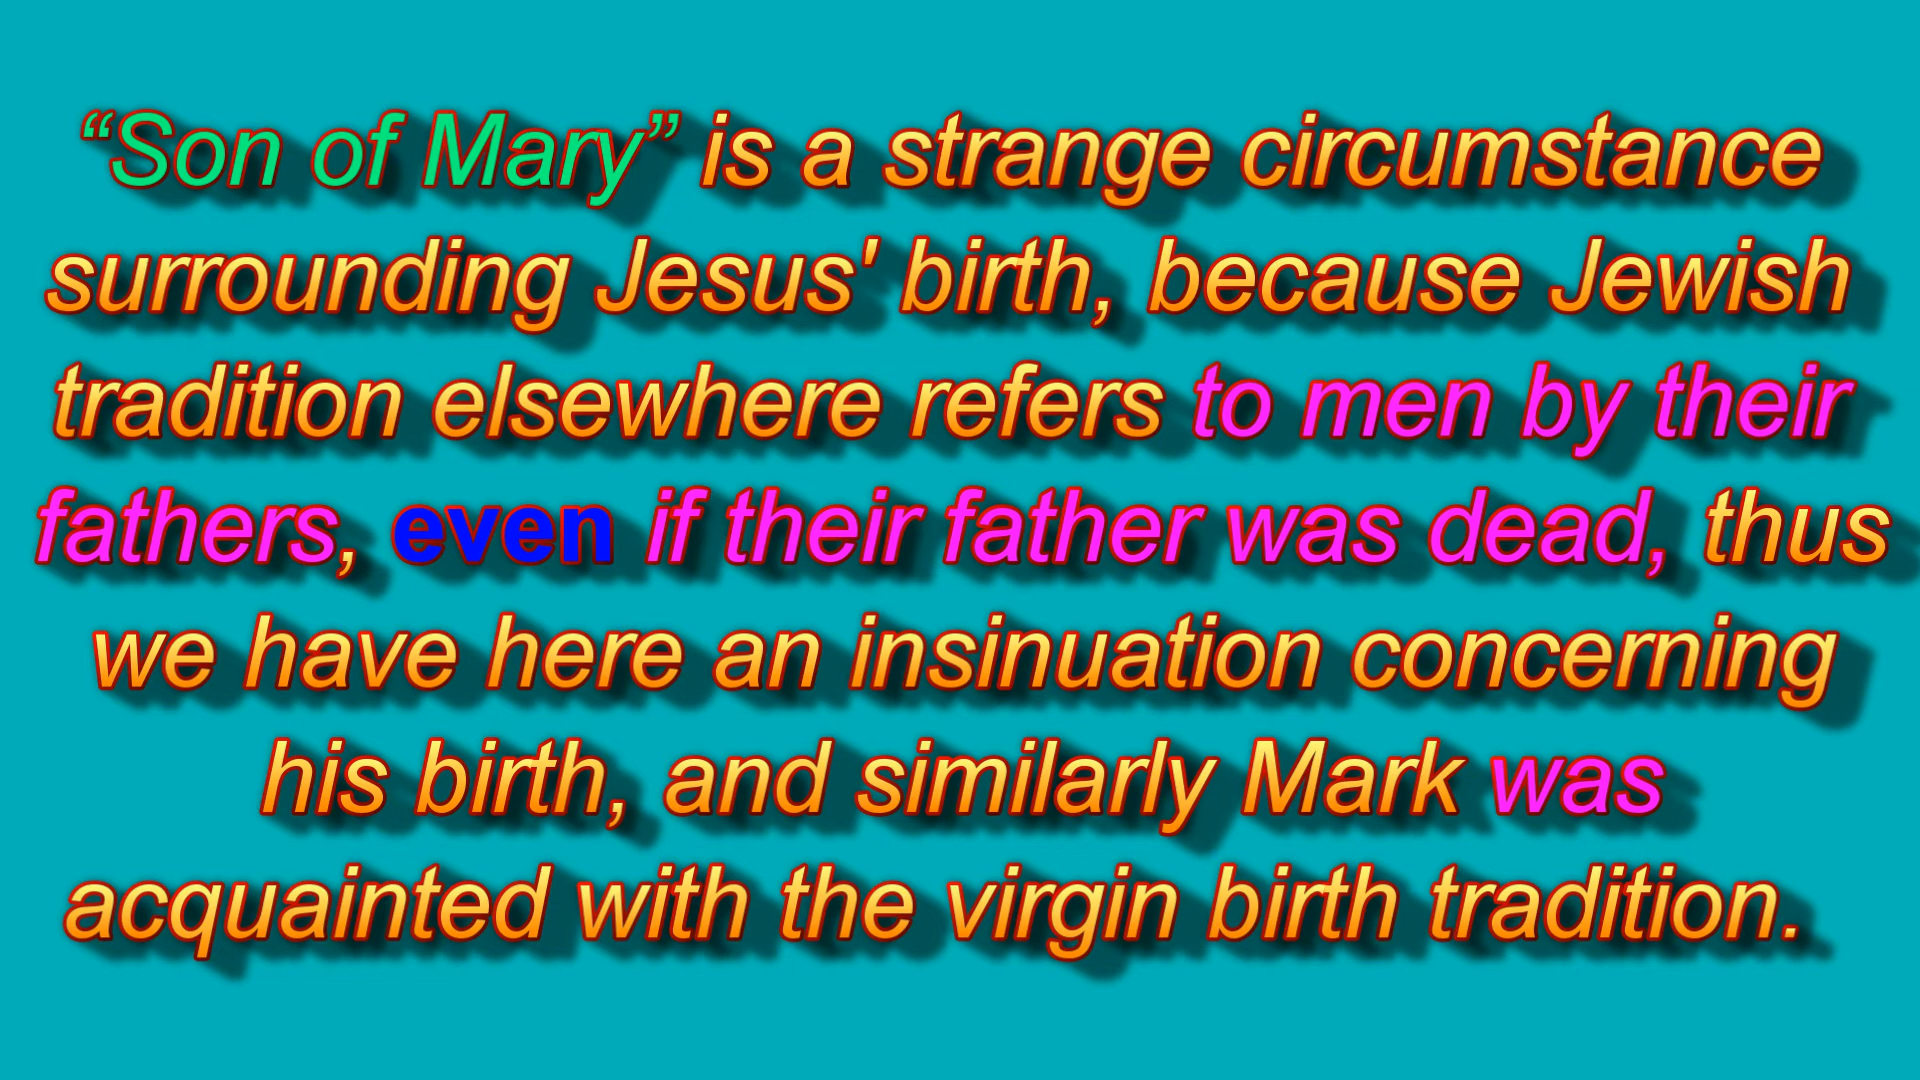 “Son of Mary” is a strange circumstance
surrounding Jesus' birth, because Jewish
tradition elsewhere refers to men by their
fathers, even if their father was dead, thus
we have here an insinuation concerning
his birth, and similarly Mark was
acquainted with the virgin birth tradition.